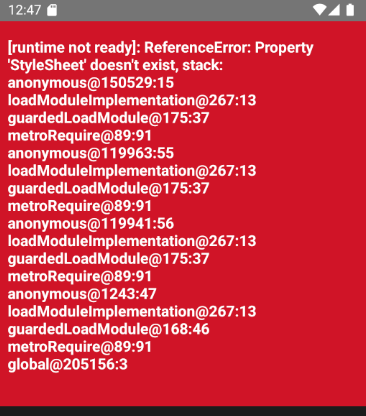 12:47
[runtime not ready]: ReferenceError: Property
'StyleSheet' doesn't exist, stack:
anonymous@150529:15
loadModuleImplementation@267:13
guardedLoadModule@175:37
metroRequire@89:91
anonymous@119963:55
loadModuleImplementation@267:13
guardedLoadModule@175:37
metroRequire@89:91
anonymous@119941:56
loadModuleImplementation@267:13
guardedLoadModule@175:37
metroRequire@89:91
anonymous@1243:47
loadModuleImplementation@267:13
guardedLoadModule@168:46
metroRequire@89:91
global@205156:3